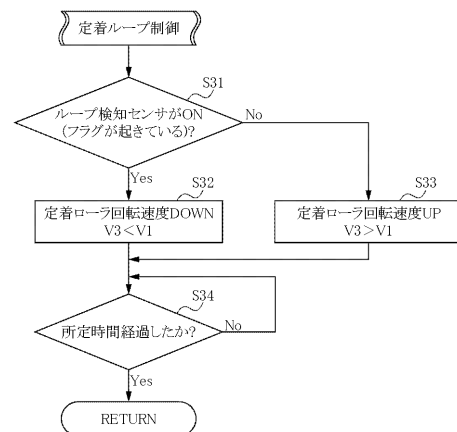 定着ループ制御
S31
ループ検知センサがON
(フラグが起きている)?
No
Yes
S32
定着ローラ回転速度DOWN
V3<V1
S33
定着ローラ回転速度UP
V3>V1
S34
所定時間経過したか?
No
Yes
RETURN